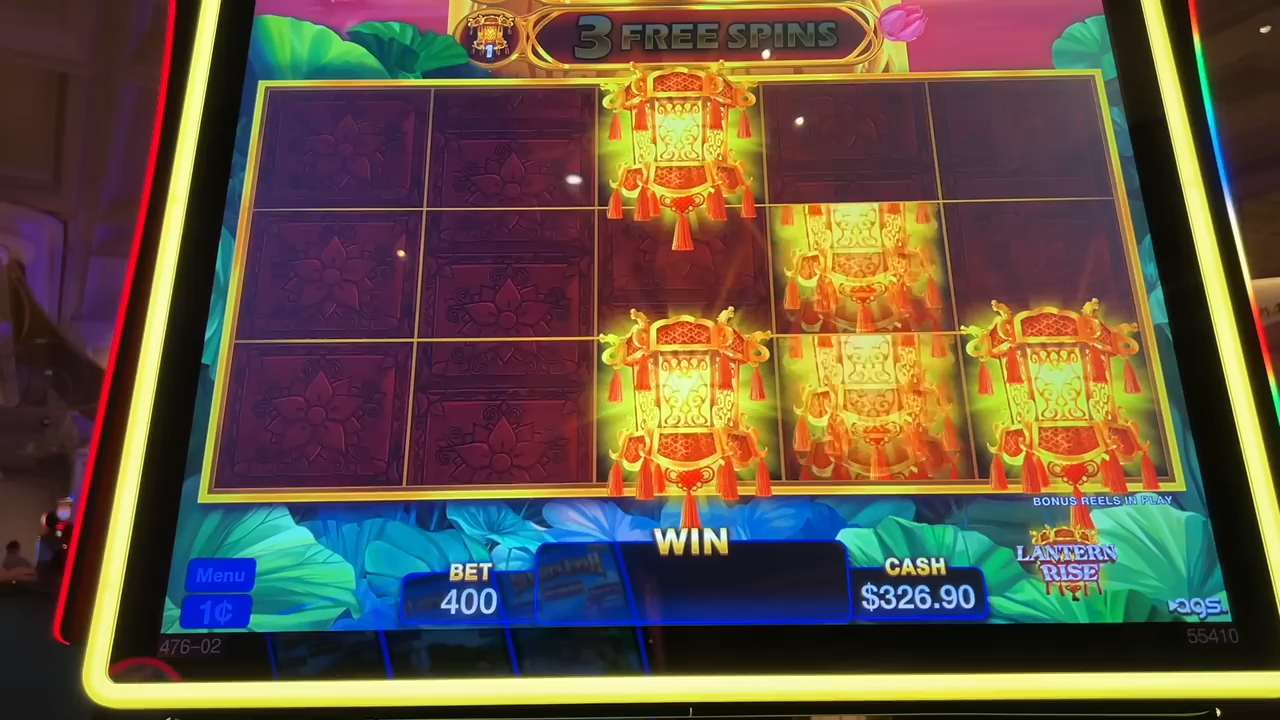 1
3 FREE SPINS
BONUS REELS IN PLAY
WIN
Menu
BET
CASH
LANTERN
RISE
1¢
400
$326.90
ags.
476-02
55410